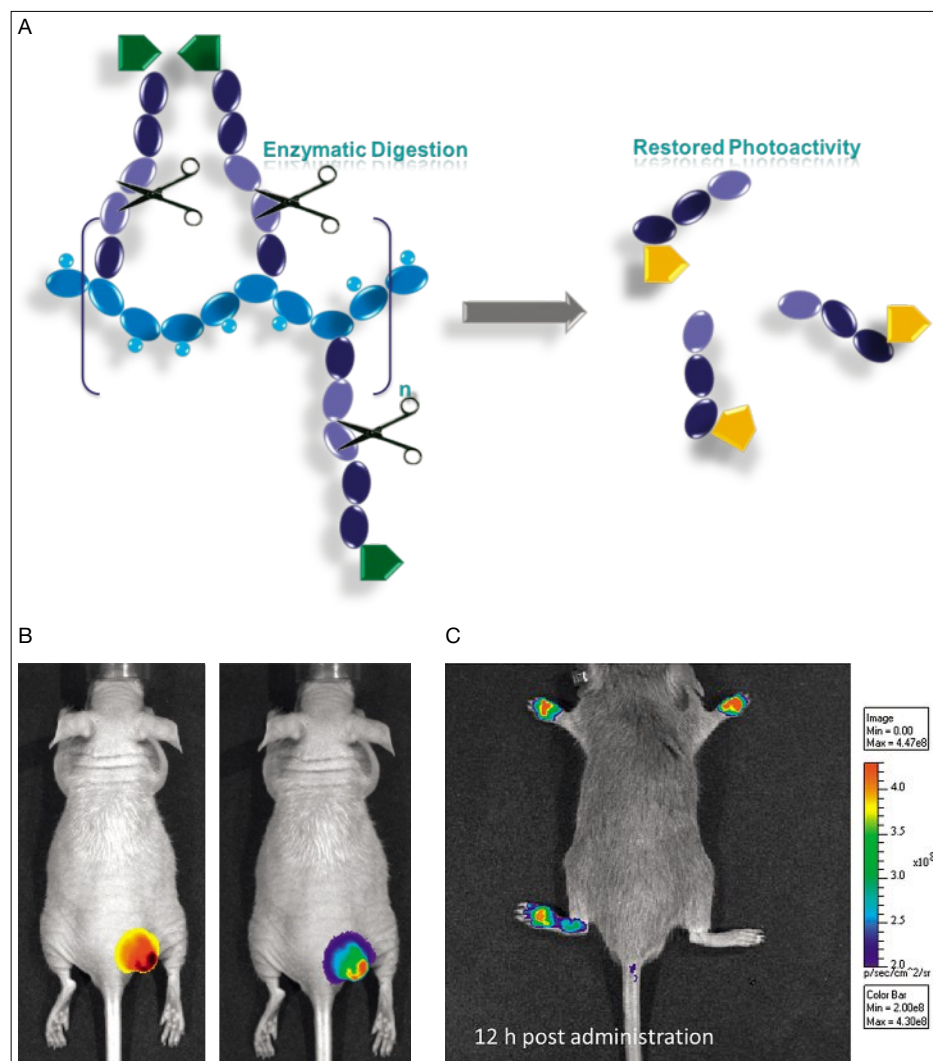 A
Enzymatic Digestion
Restored Photoactivity
n
B
C
12 h post administration
Image
Min = 0.00
Max = 4.47e8
4.0
3.5
x10⁸
3.0
2.5
2.0
p/sec/cm^2/sr
Color Bar
Min = 2.00e8
Max = 4.30e8